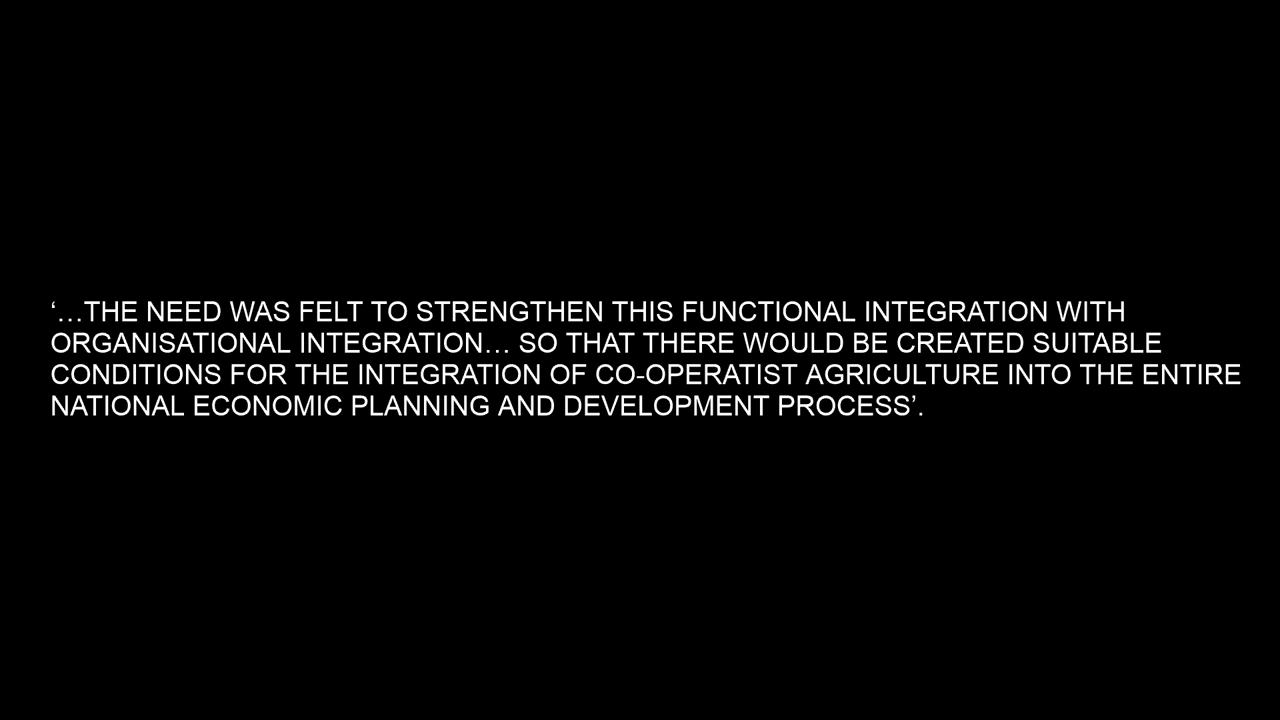 ‘…THE NEED WAS FELT TO STRENGTHEN THIS FUNCTIONAL INTEGRATION WITH
ORGANISATIONAL INTEGRATION… SO THAT THERE WOULD BE CREATED SUITABLE
CONDITIONS FOR THE INTEGRATION OF CO-OPERATIST AGRICULTURE INTO THE ENTIRE
NATIONAL ECONOMIC PLANNING AND DEVELOPMENT PROCESS’.